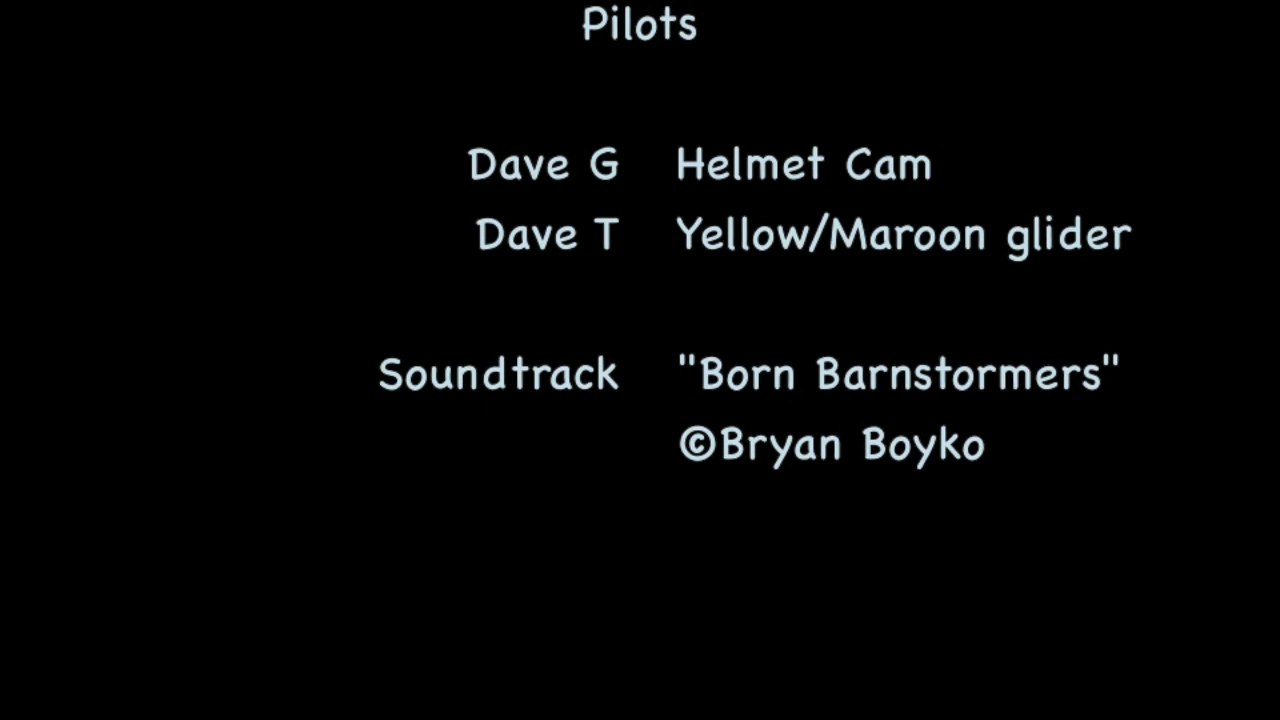 Pilots
Dave G Helmet Cam
Dave T Yellow/Maroon glider
Soundtrack "Born Barnstormers"
©Bryan Boyko